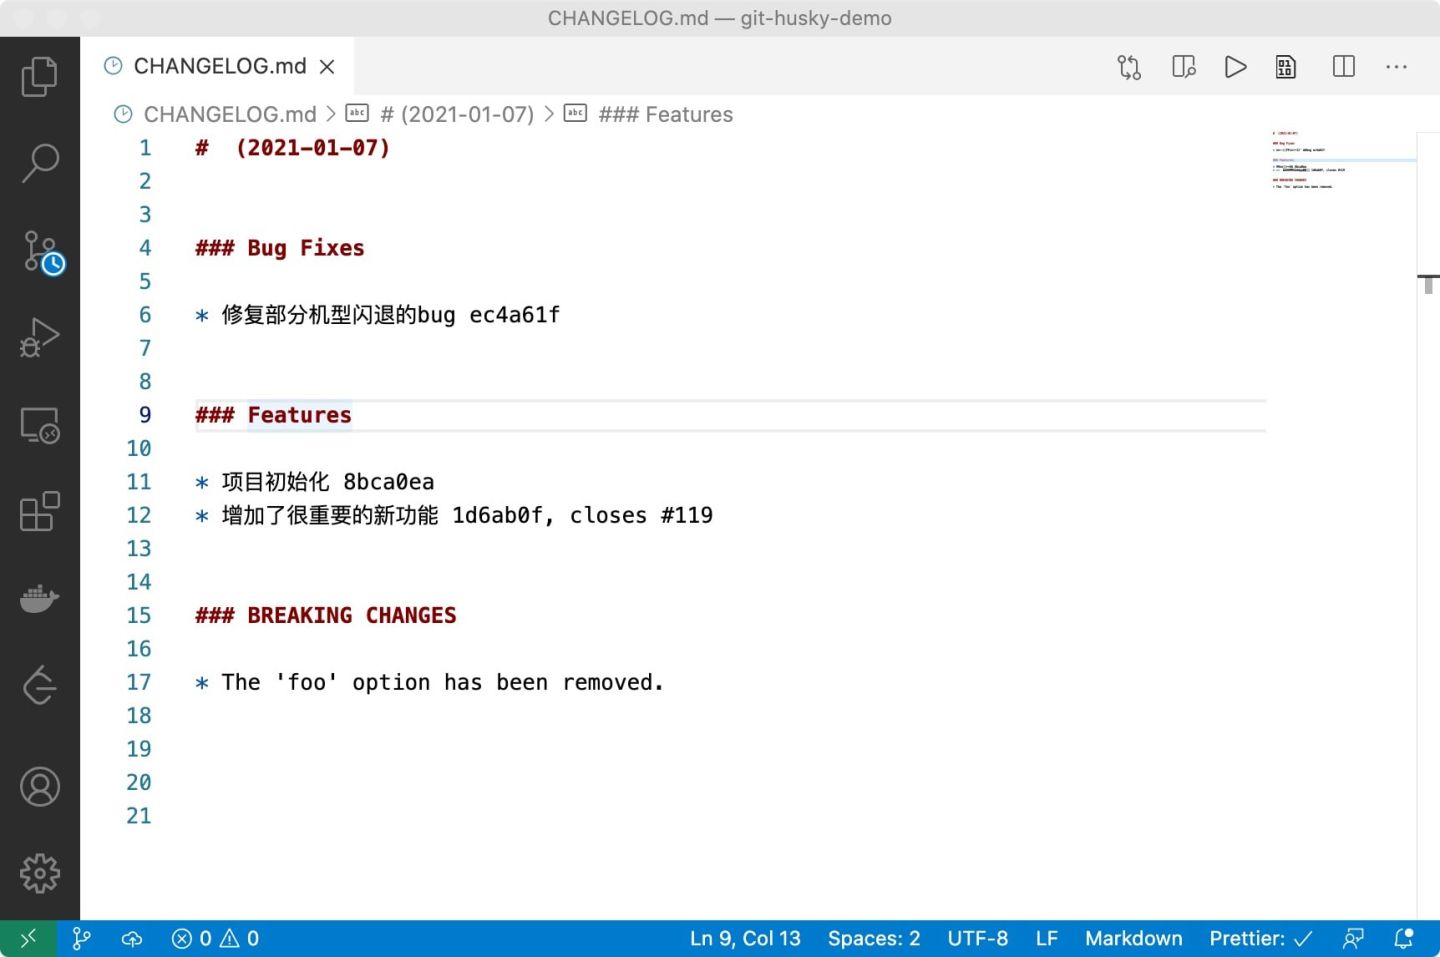 CHANGELOG.md — git-husky-demo
CHANGELOG.md
CHANGELOG.md > # (2021-01-07) > ### Features
1 #  (2021-01-07)
2
3
4 ### Bug Fixes
5
6 * 修复部分机型闪退的bug ec4a61f
7
8
9 ### Features
10
11 * 项目初始化 8bca0ea
12 * 增加了很重要的新功能 1d6ab0f, closes #119
13
14
15 ### BREAKING CHANGES
16
17 * The 'foo' option has been removed.
18
19
20
21
0 0 Ln 9, Col 13 Spaces: 2 UTF-8 LF Markdown Prettier: ✓